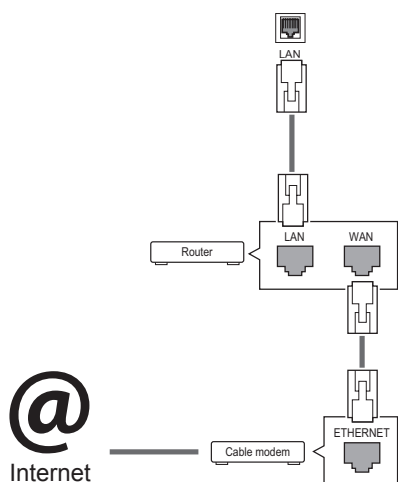 LAN
LAN WAN
Router
ETHERNET
@
Internet
Cable modem